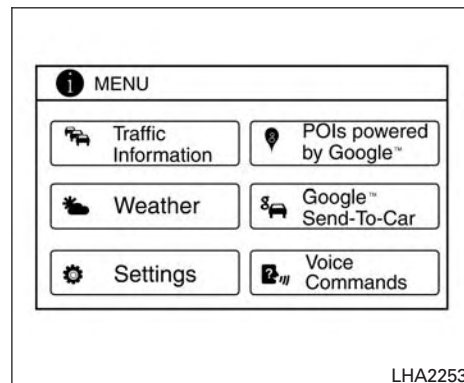 i MENU
Traffic
Information
POIs powered
by Google™
Weather
Google™
Send-To-Car
Settings
Voice
Commands
LHA2253